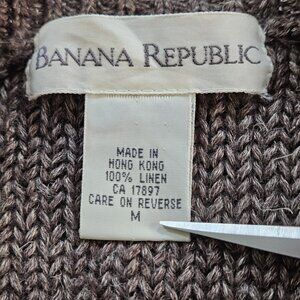 BANANA REPUBLIC
MADE IN
HONG KONG
100% LINEN
CA 17897
CARE ON REVERSE
M